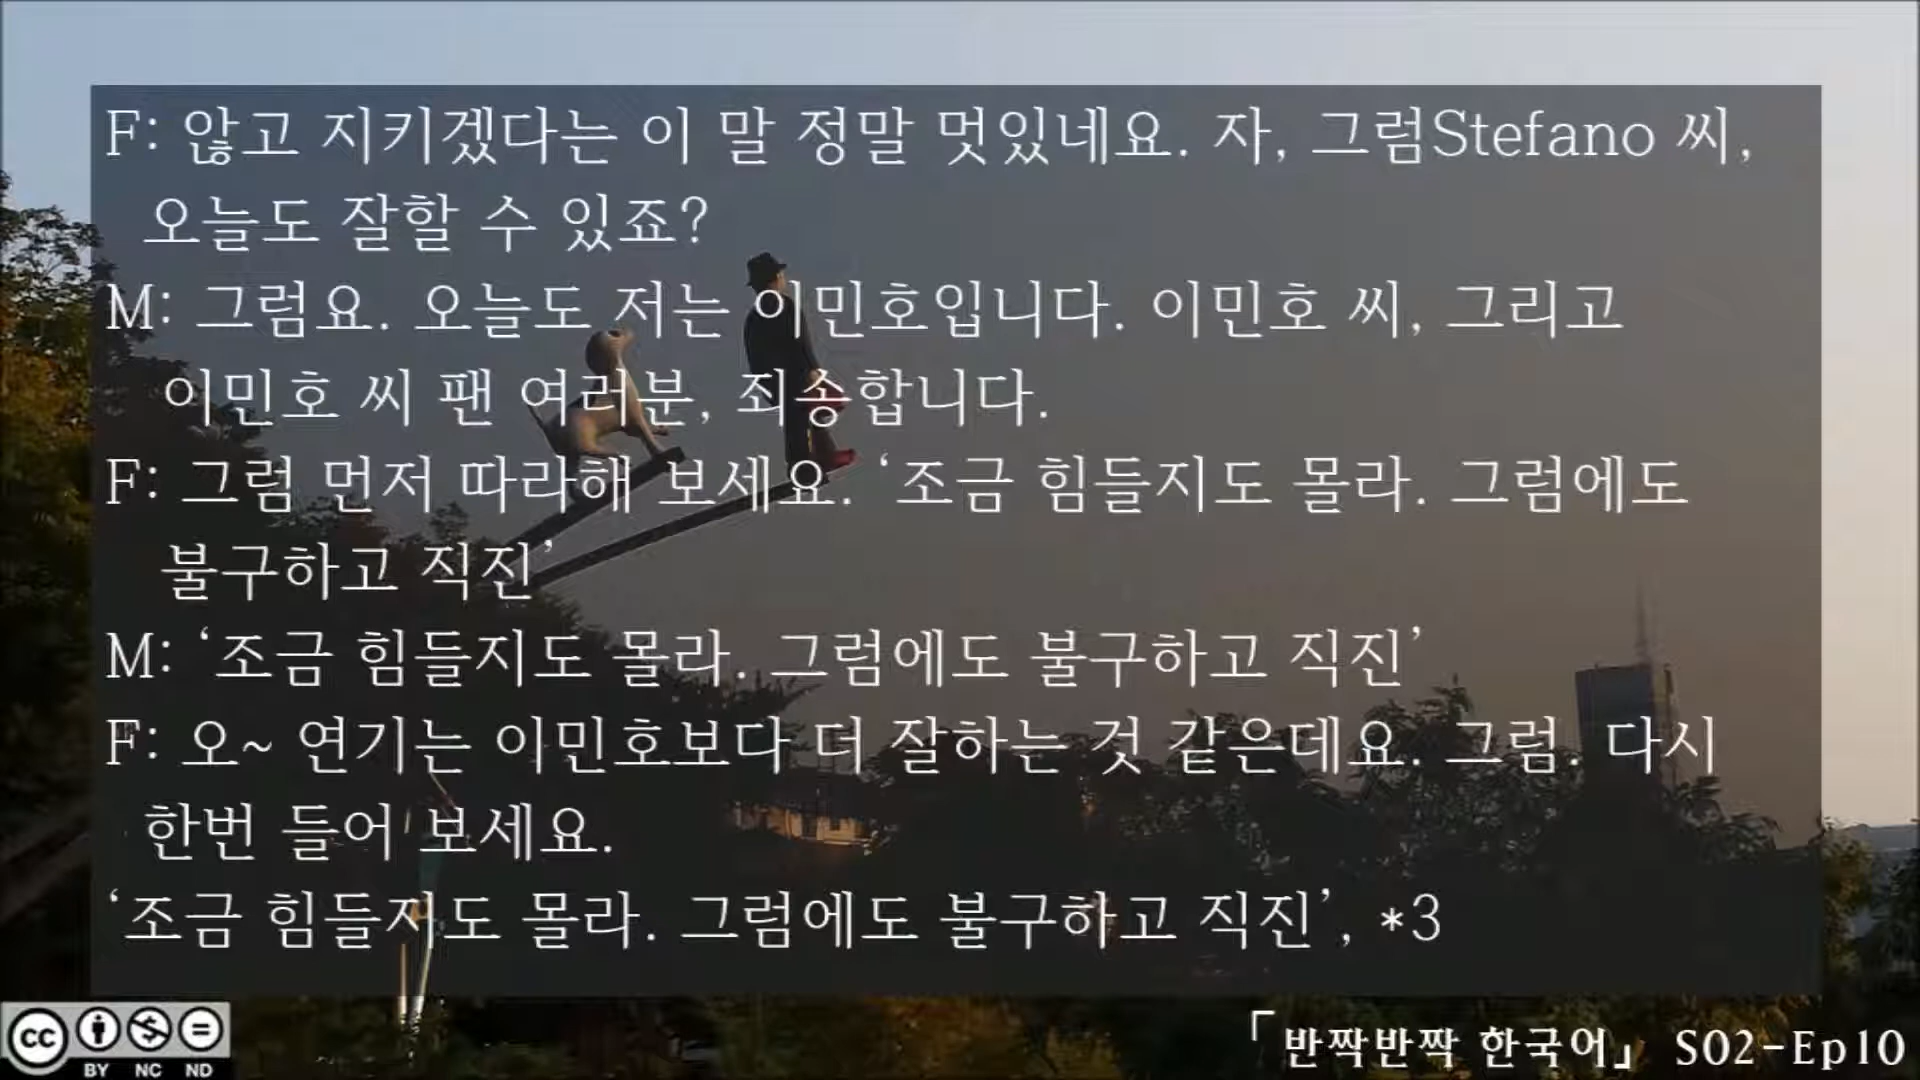 F: 않고 지키겠다는 이 말 정말 멋있네요. 자, 그럼Stefano 씨,
오늘도 잘할 수 있죠?
M: 그럼요. 오늘도 저는 이민호입니다. 이민호 씨, 그리고
이민호 씨 팬 여러분, 죄송합니다.
F: 그럼 먼저 따라해 보세요. ‘조금 힘들지도 몰라. 그럼에도
불구하고 직진’
M: ‘조금 힘들지도 몰라. 그럼에도 불구하고 직진’
F: 오~ 연기는 이민호보다 더 잘하는 것 같은데요. 그럼. 다시
한번 들어 보세요.
‘조금 힘들지도 몰라. 그럼에도 불구하고 직진’, *3
「반짝반짝 한국어」 S02-Ep10
cc
BY NC ND